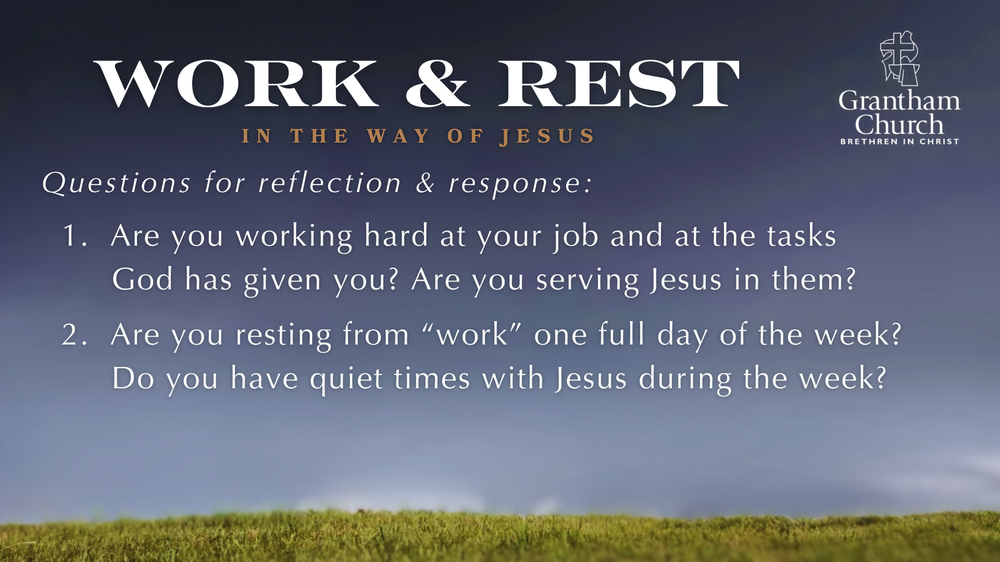 WORK & REST
IN THE WAY OF JESUS
Grantham
Church
BRETHREN IN CHRIST
Questions for reflection & response:
1. Are you working hard at your job and at the tasks
God has given you? Are you serving Jesus in them?
2. Are you resting from “work” one full day of the week?
Do you have quiet times with Jesus during the week?